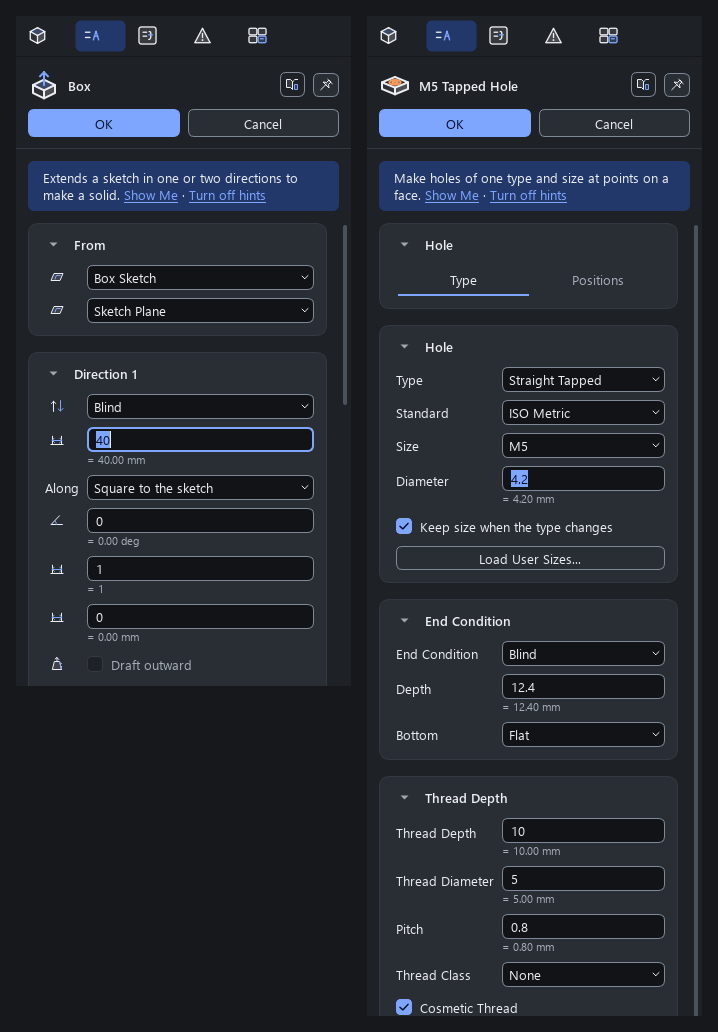 Box
OK
Cancel
Extends a sketch in one or two directions to
make a solid. Show Me · Turn off hints
From
Box Sketch
Sketch Plane
Direction 1
Blind
40
= 40.00 mm
Along
Square to the sketch
0
= 0.00 deg
1
= 1
0
= 0.00 mm
Draft outward
M5 Tapped Hole
OK
Cancel
Make holes of one type and size at points on a
face. Show Me · Turn off hints
Hole
Type
Positions
Hole
Type
Straight Tapped
Standard
ISO Metric
Size
M5
Diameter
4.2
= 4.20 mm
Keep size when the type changes
Load User Sizes...
End Condition
End Condition
Blind
Depth
12.4
= 12.40 mm
Bottom
Flat
Thread Depth
Thread Depth
10
= 10.00 mm
Thread Diameter
5
= 5.00 mm
Pitch
0.8
= 0.80 mm
Thread Class
None
Cosmetic Thread